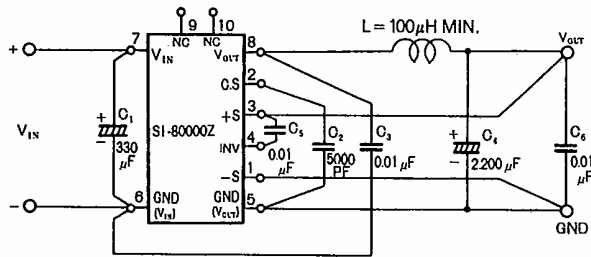 L = 100μH MIN.
9
NC
10
NC
+
7
VIN
VOUT
8
VOUT
C.S
2
+S
3
VIN
+
C1
-
330
μF
SI-80000Z
C5
0.01
μF
C2
5000
PF
C3
0.01μF
+
C4
-
2.200μF
C6
0.01
μF
INV
4
-S
1
-
6
GND
(VIN)
GND
(VOUT)
5
GND